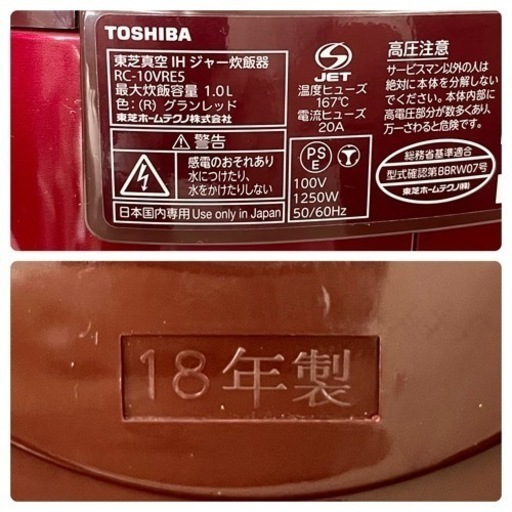 TOSHIBA
東芝真空IHジャー炊飯器
RC-10VRE5
最大炊飯容量 1.0L
色：(R) グランレッド
東芝ホームテクノ株式会社
警告
感電のおそれあり
水につけたり、
水をかけたりしない
日本国内専用 Use only in Japan
S
JET
温度ヒューズ
167℃
電流ヒューズ
20A
PS
E
100V
1250W
50/60Hz
高圧注意
サービスマン以外の人は
絶対に本体を分解しない
でください。本体内部に
高電圧部分が数多くあり、
万一さわると危険です。
総務省基準適合
型式確認第BBRW07号
東芝ホームテクノ(株)
18年製